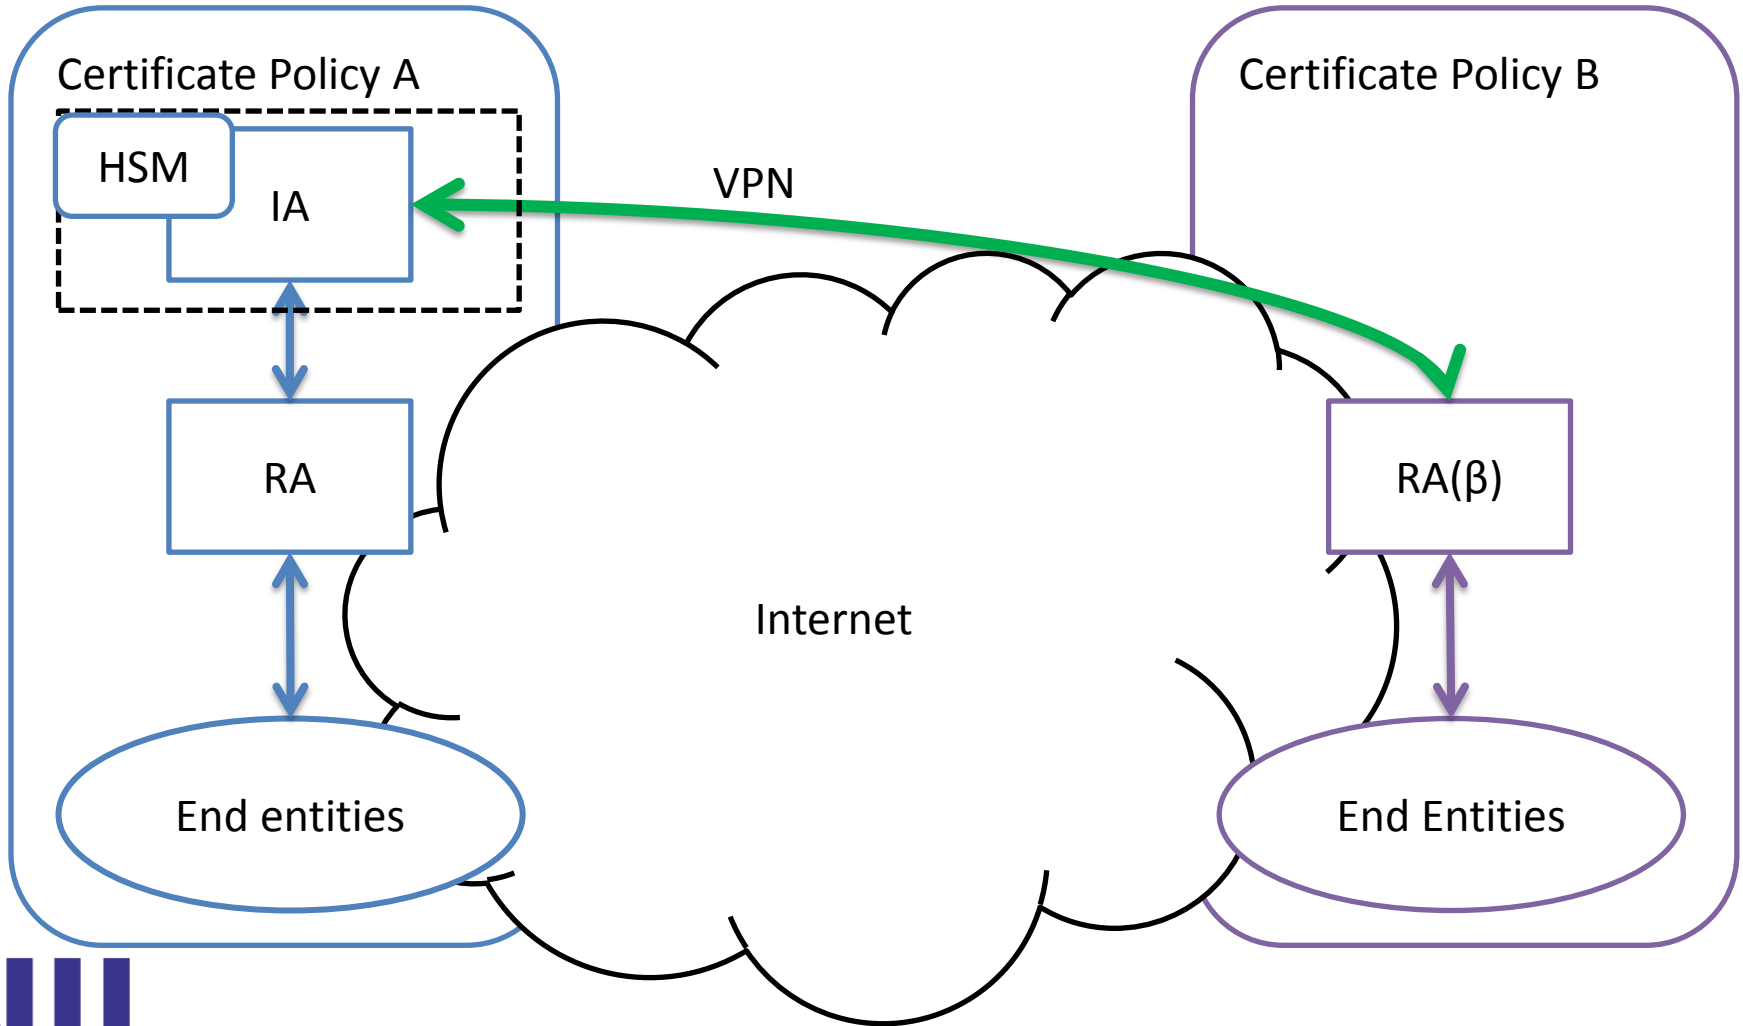 Certificate Policy A
Certificate Policy B
HSM
IA
VPN
RA
RA(β)
Internet
End entities
End Entities